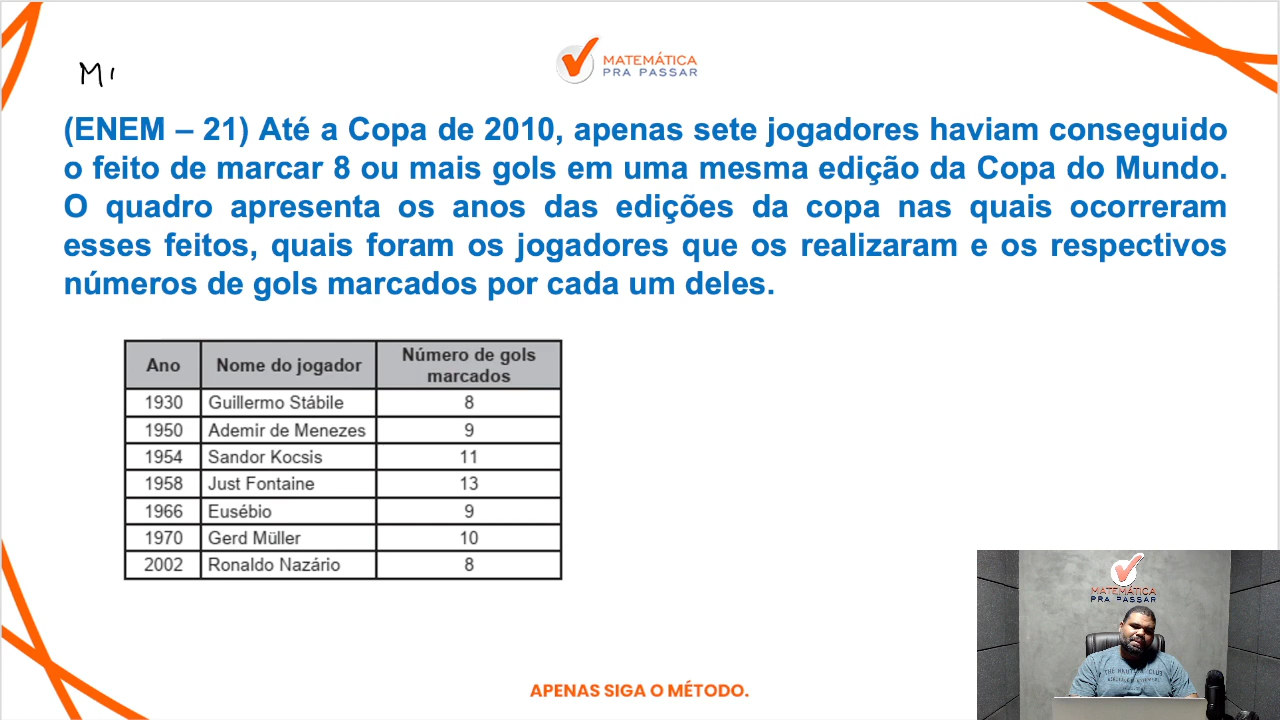 MATEMÁTICA
PRA PASSAR
(ENEM – 21) Até a Copa de 2010, apenas sete jogadores haviam conseguido
o feito de marcar 8 ou mais gols em uma mesma edição da Copa do Mundo.
O quadro apresenta os anos das edições da copa nas quais ocorreram
esses feitos, quais foram os jogadores que os realizaram e os respectivos
números de gols marcados por cada um deles.
Ano Nome do jogador Número de gols marcados
1930 Guillermo Stábile 8
1950 Ademir de Menezes 9
1954 Sandor Kocsis 11
1958 Just Fontaine 13
1966 Eusébio 9
1970 Gerd Müller 10
2002 Ronaldo Nazário 8
MATEMÁTICA
PRA PASSAR
APENAS SIGA O MÉTODO.